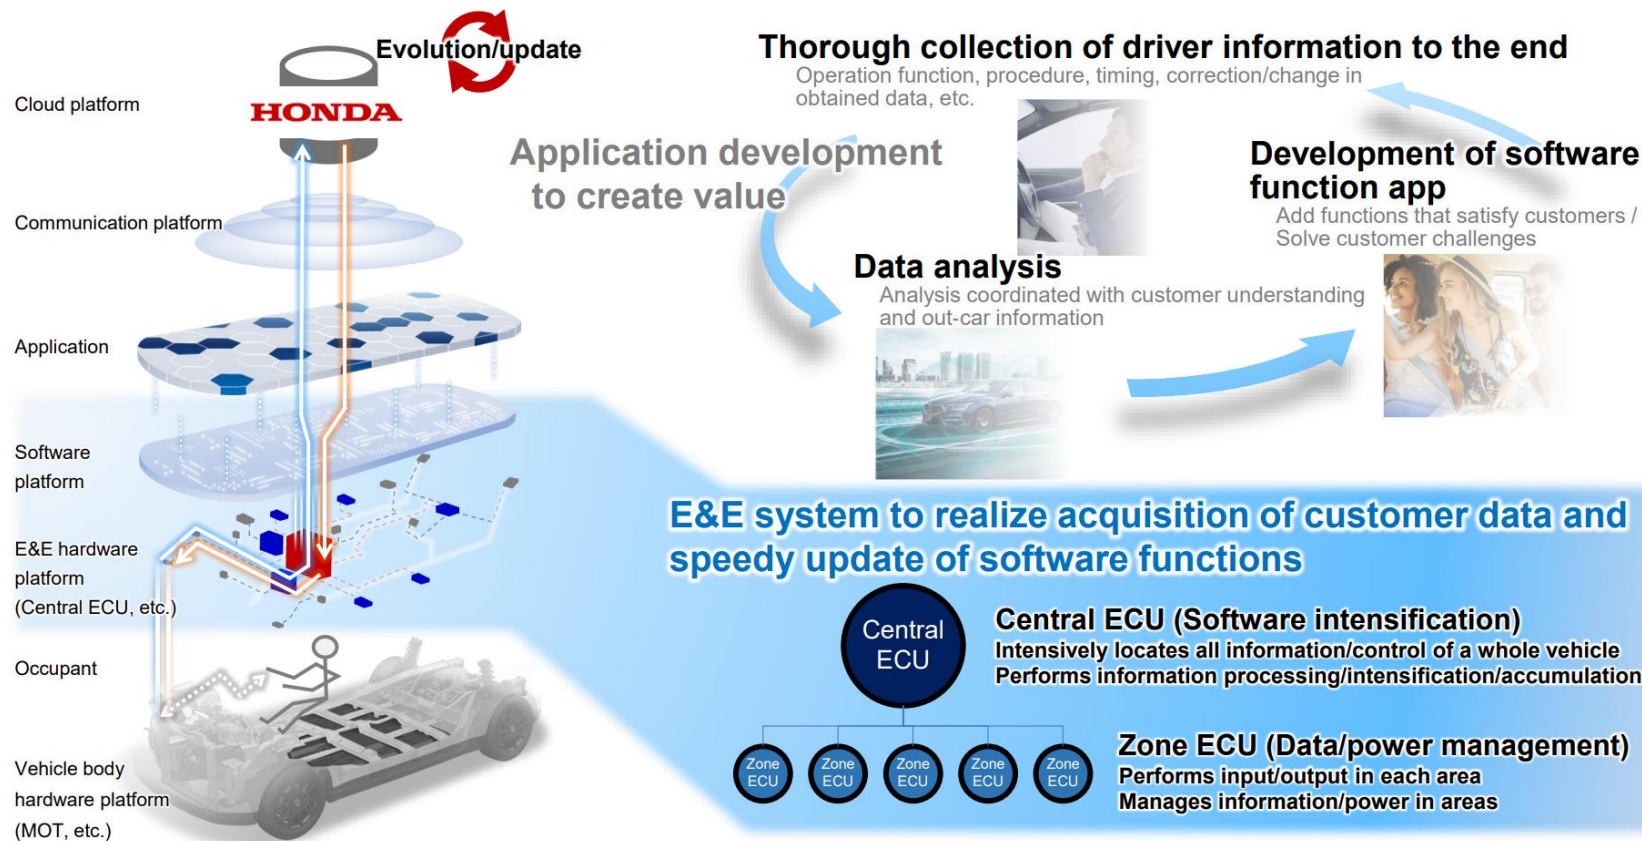 Evolution/update
Cloud platform
HONDA
Communication platform
Application
Software
platform
E&E hardware
platform
(Central ECU, etc.)
Occupant
Vehicle body
hardware platform
(MOT, etc.)
Thorough collection of driver information to the end
Operation function, procedure, timing, correction/change in
obtained data, etc.
Application development
to create value
Development of software
function app
Add functions that satisfy customers /
Solve customer challenges
Data analysis
Analysis coordinated with customer understanding
and out-car information
E&E system to realize acquisition of customer data and
speedy update of software functions
Central
ECU
Central ECU (Software intensification)
Intensively locates all information/control of a whole vehicle
Performs information processing/intensification/accumulation
Zone
ECU
Zone
ECU
Zone
ECU
Zone
ECU
Zone
ECU
Zone ECU (Data/power management)
Performs input/output in each area
Manages information/power in areas